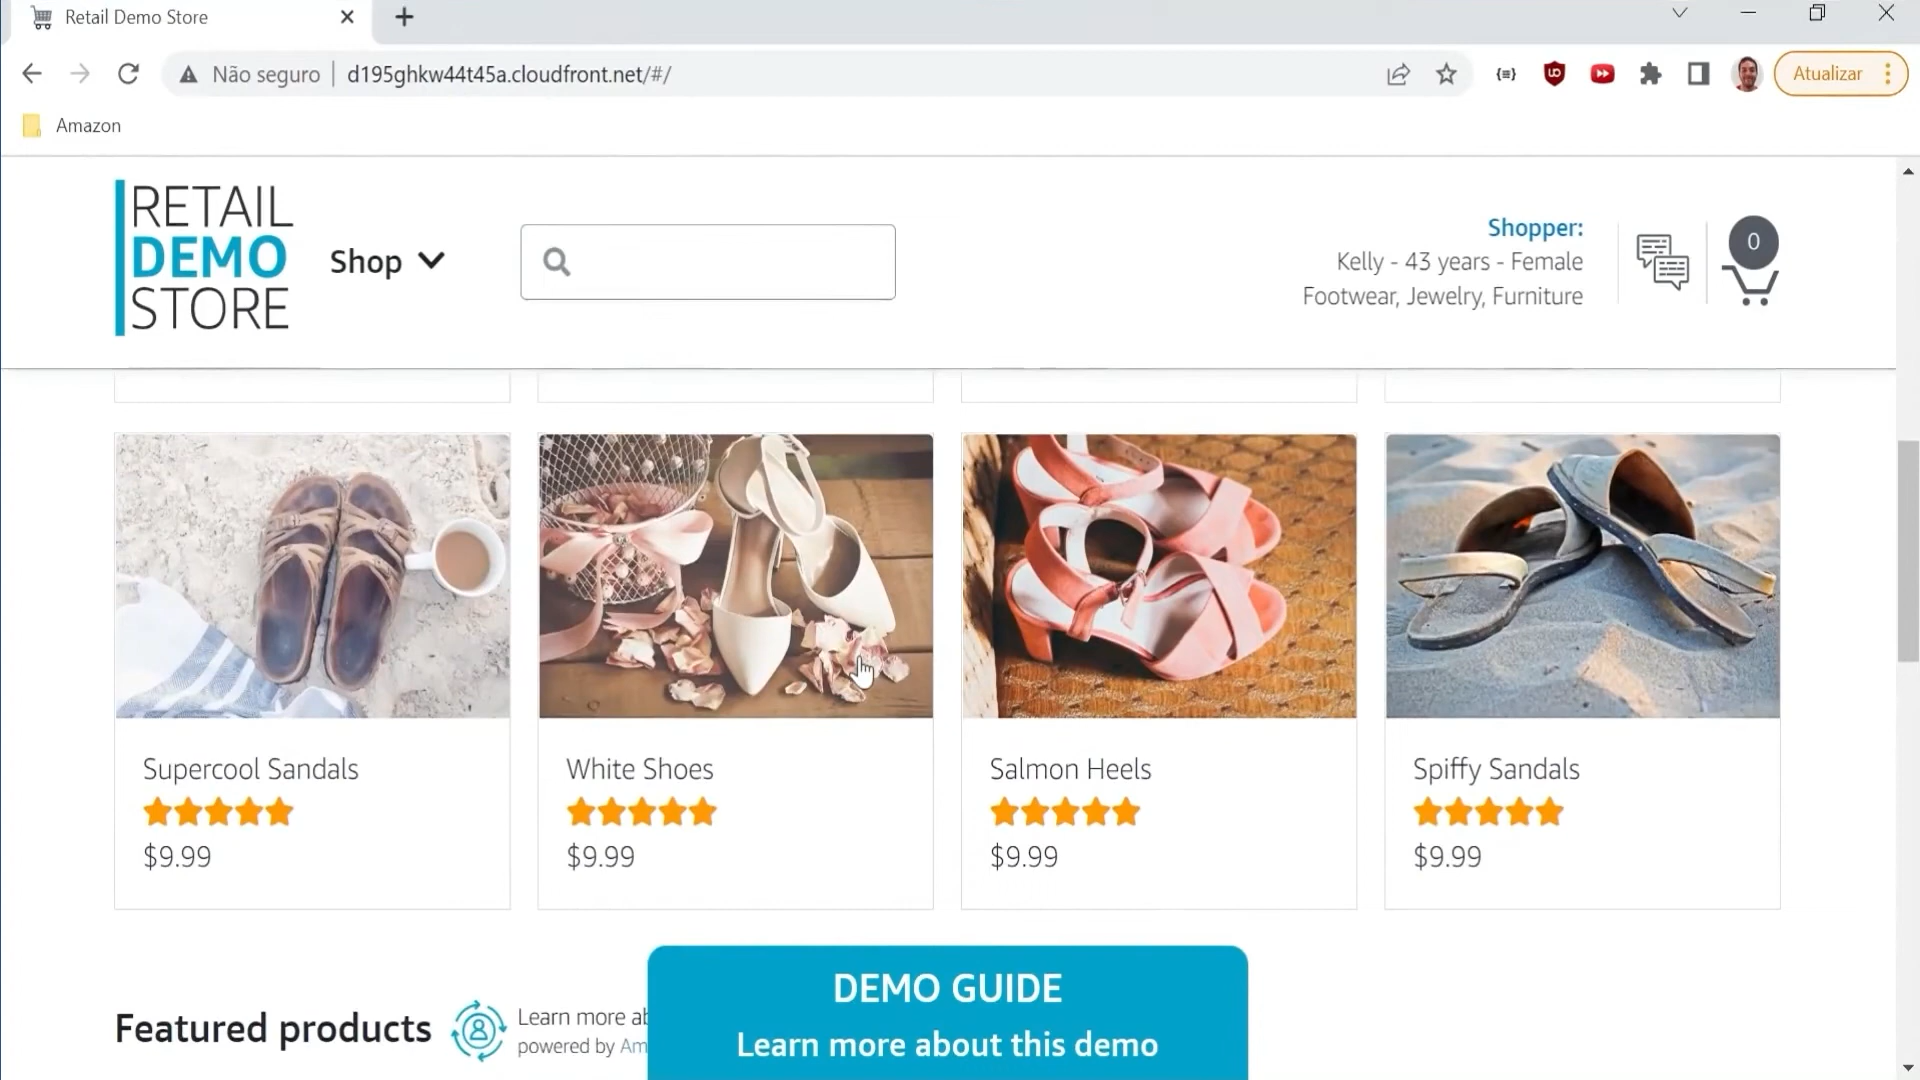 Retail Demo Store
Não seguro
d195ghkw44t45a.cloudfront.net/#/
Atualizar
Amazon
RETAIL
DEMO
STORE
Shop
Shopper:
Kelly - 43 years - Female
Footwear, Jewelry, Furniture
0
Supercool Sandals
$9.99
White Shoes
$9.99
Salmon Heels
$9.99
Spiffy Sandals
$9.99
Featured products
Learn more ab
powered by Am
DEMO GUIDE
Learn more about this demo